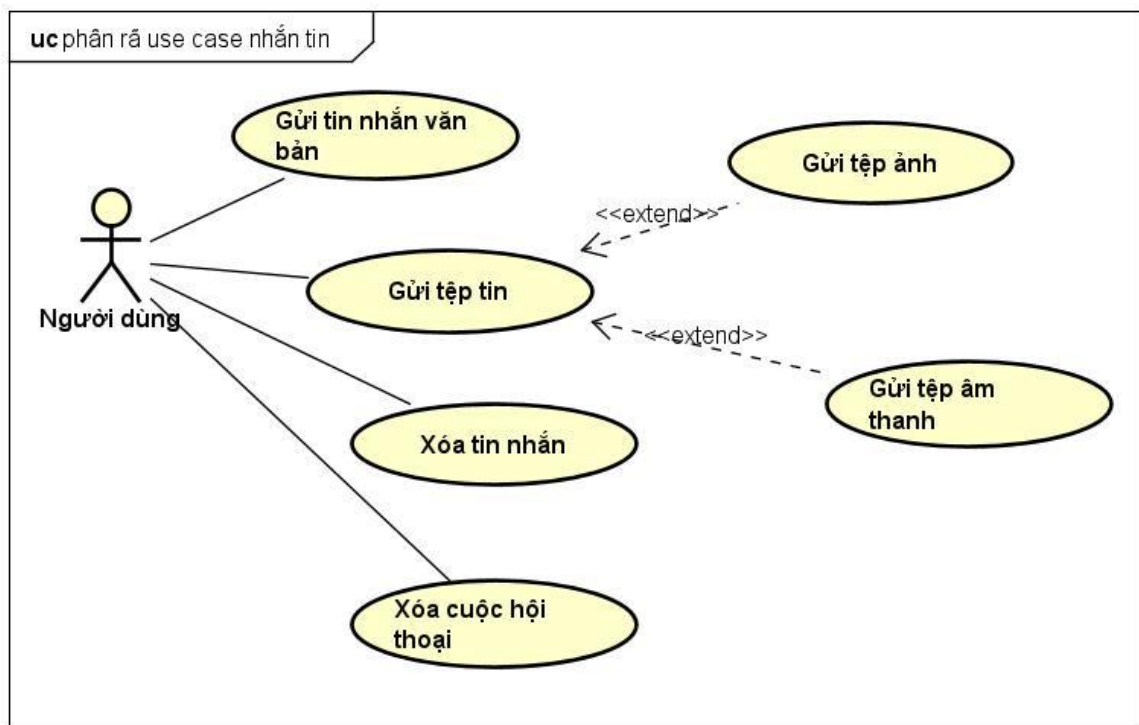 uc phân rã use case nhắn tin
Gửi tin nhắn văn
bản
Gửi tệp ảnh
<<extend>>
Gửi tệp tin
Người dùng
<<extend>>
Gửi tệp âm
thanh
Xóa tin nhắn
Xóa cuộc hội
thoại